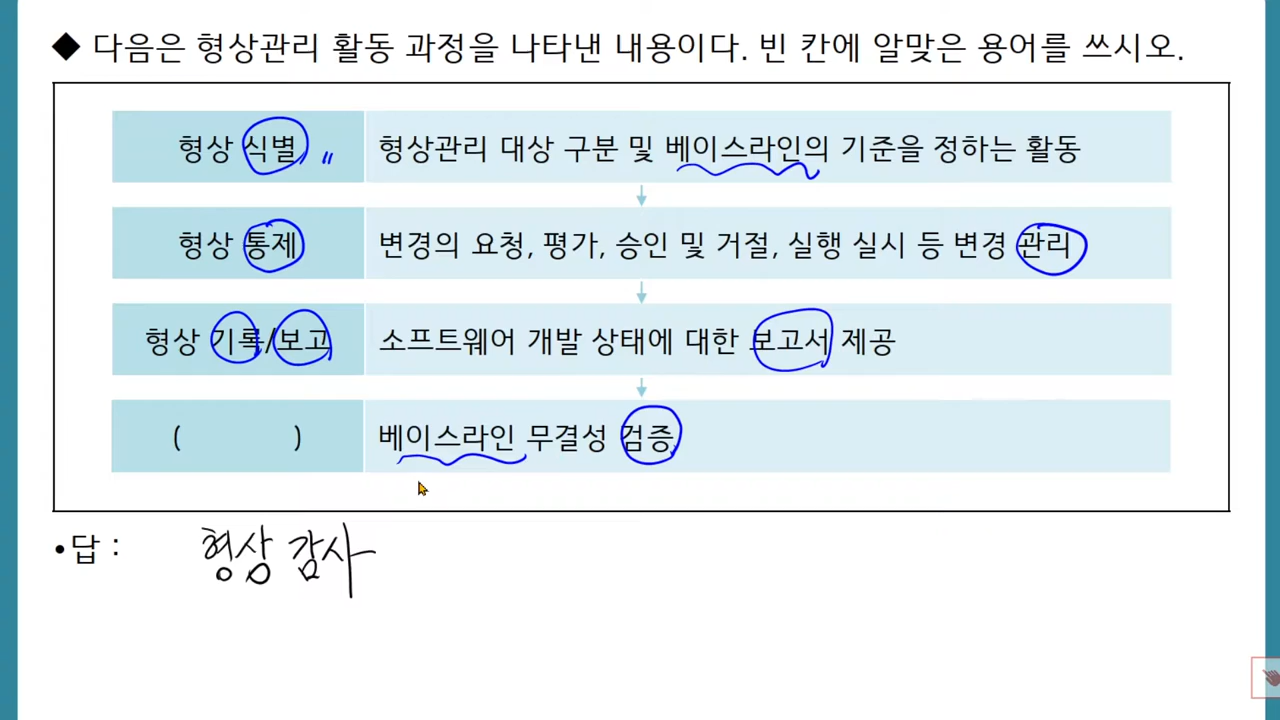 ◆ 다음은 형상관리 활동 과정을 나타낸 내용이다. 빈 칸에 알맞은 용어를 쓰시오.
형상 식별 형상관리 대상 구분 및 베이스라인의 기준을 정하는 활동
형상 통제 변경의 요청, 평가, 승인 및 거절, 실행 실시 등 변경 관리
형상 기록/보고 소프트웨어 개발 상태에 대한 보고서 제공
( ) 베이스라인 무결성 검증
•답 : 형상 감사